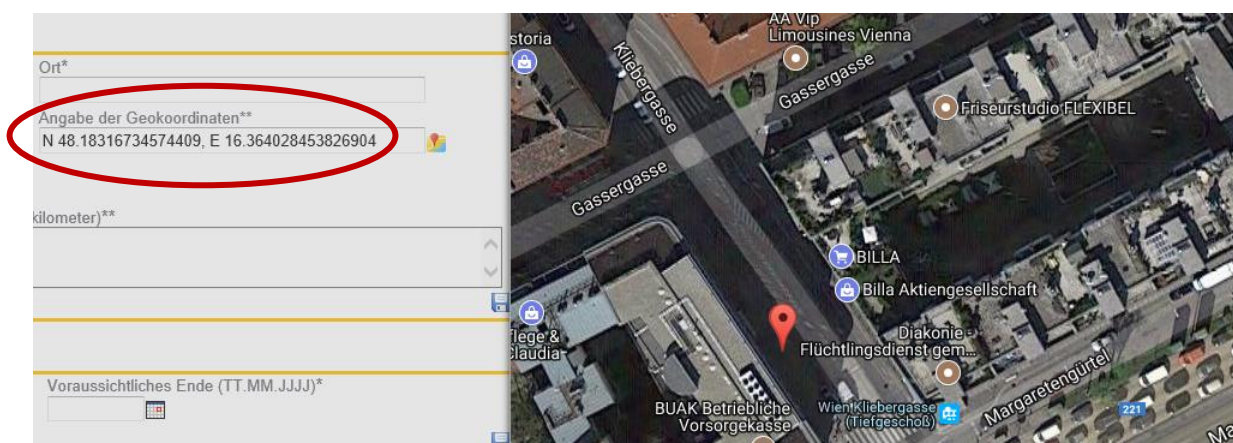 Ort*
Angabe der Geokoordinaten**
N 48.18316734574409, E 16.364028453826904
kilometer)**
Voraussichtliches Ende (TT.MM.JJJJ)*
storia
AA Vip
Limousines Vienna
Kliebergasse
Gassergasse
Friseurstudio FLEXIBEL
Gassergasse
BILLA
Billa Aktiengesellschaft
flege &
Claudia
Diakonie -
Flüchtlingsdienst gem...
Margaretengürtel
221
BUAK Betriebliche
Vorsorgekasse
Wien Kliebergasse
(Tiefgeschoß)
Ma